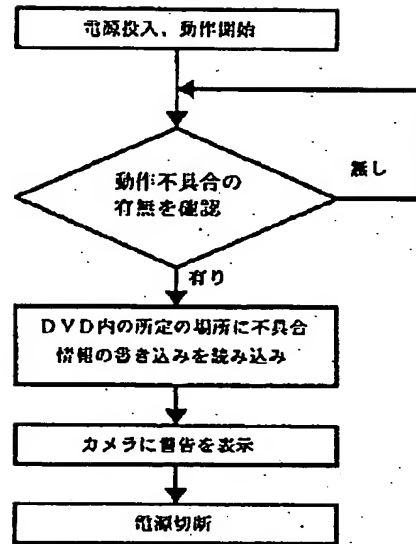 電源投入、動作開始
動作不具合の
有無を確認
無し
有り
DVD内の所定の場所に不具合
情報の書き込みを読み込み
カメラに警告を表示
電源切断